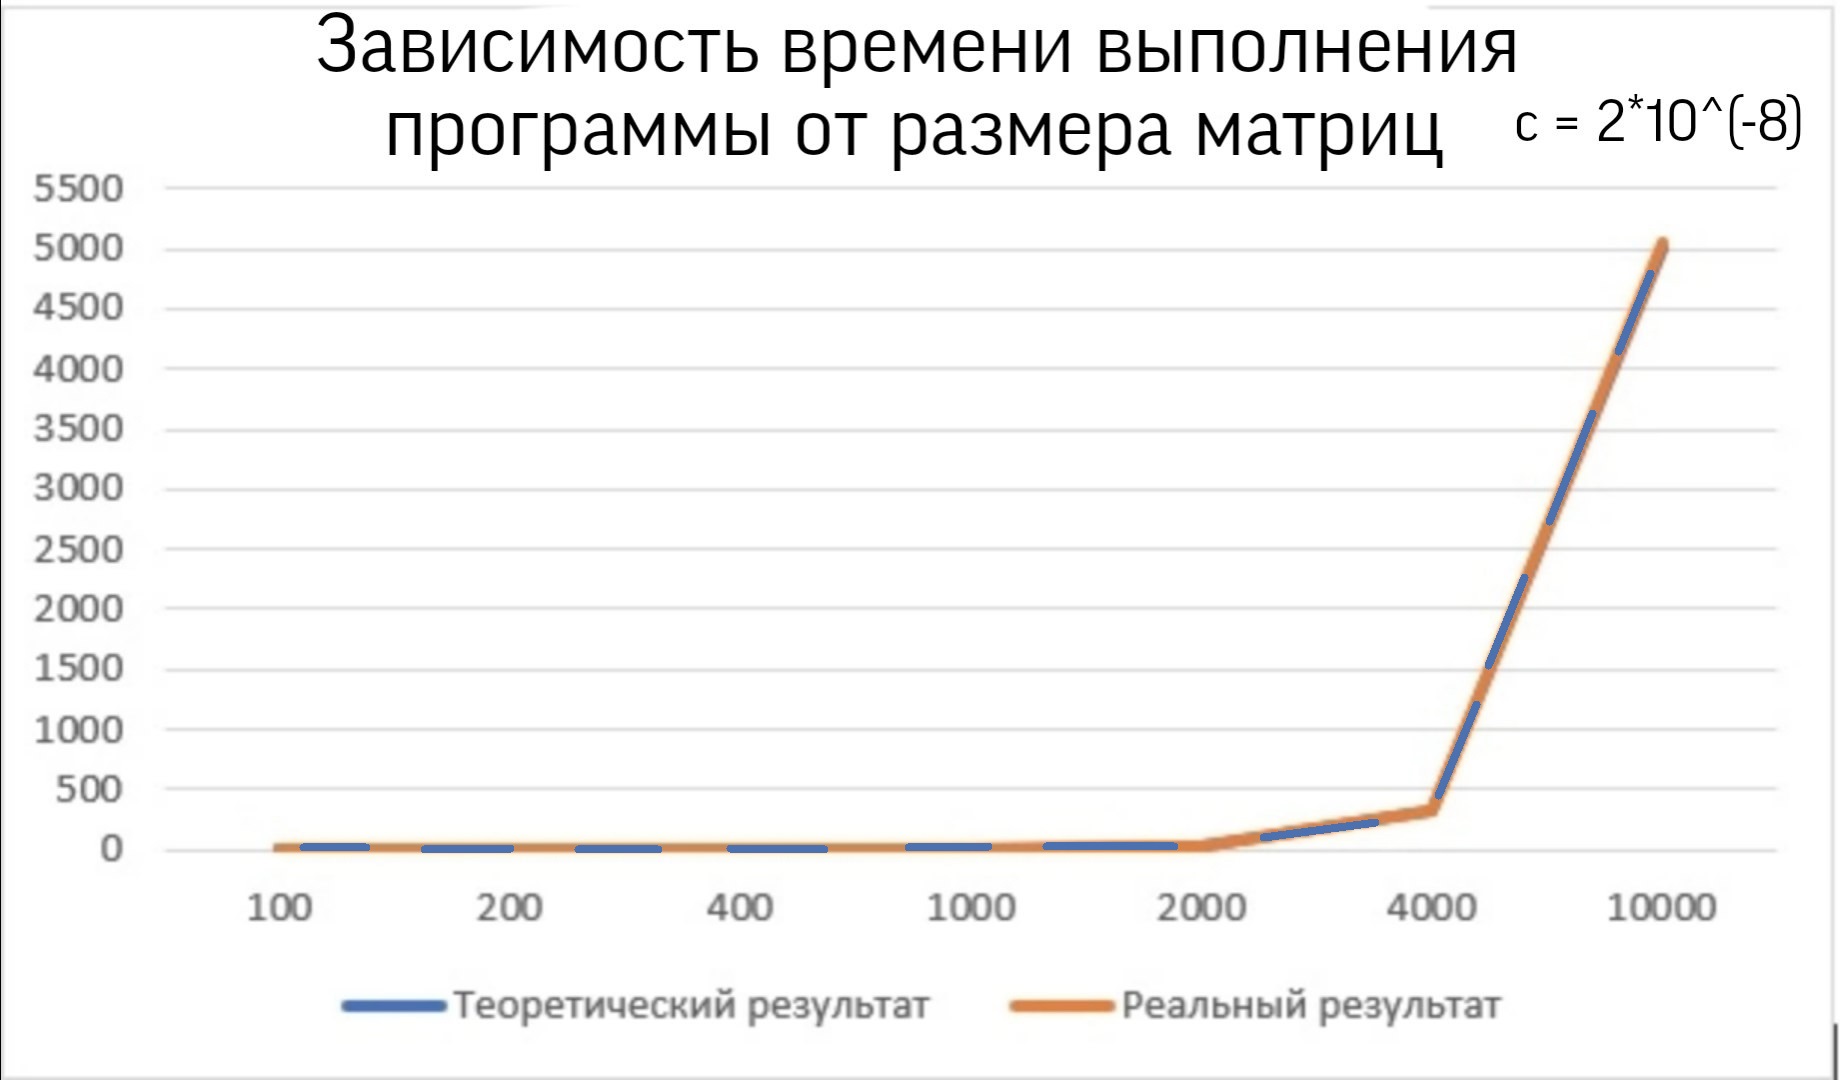 Зависимость времени выполнения
программы от размера матриц
c = 2*10^(-8)
5500
5000
4500
4000
3500
3000
2500
2000
1500
1000
500
0
100 200 400 1000 2000 4000 10000
Теоретический результат Реальный результат